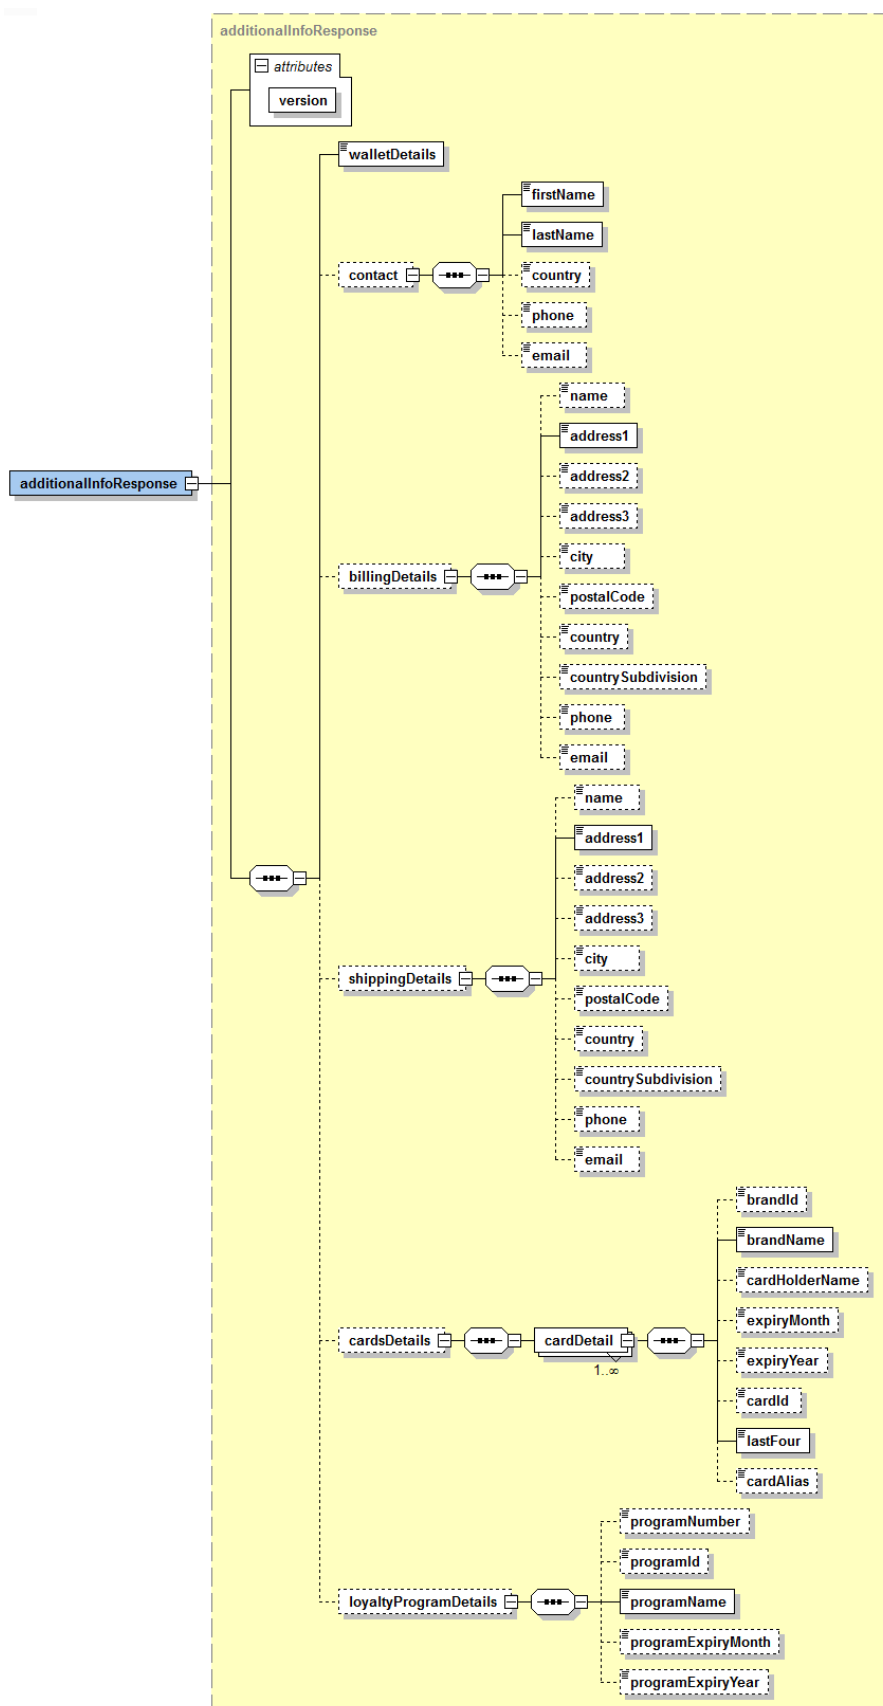 additionalInfoResponse
attributes
version
walletDetails
firstName
lastName
contact
country
phone
email
name
address1
additionalInfoResponse
address2
address3
city
billingDetails
postalCode
country
countrySubdivision
phone
email
name
address1
address2
address3
city
shippingDetails
postalCode
country
countrySubdivision
phone
email
brandId
brandName
cardHolderName
expiryMonth
cardsDetails
cardDetail
1..∞
expiryYear
cardId
lastFour
cardAlias
programNumber
programId
loyaltyProgramDetails
programName
programExpiryMonth
programExpiryYear